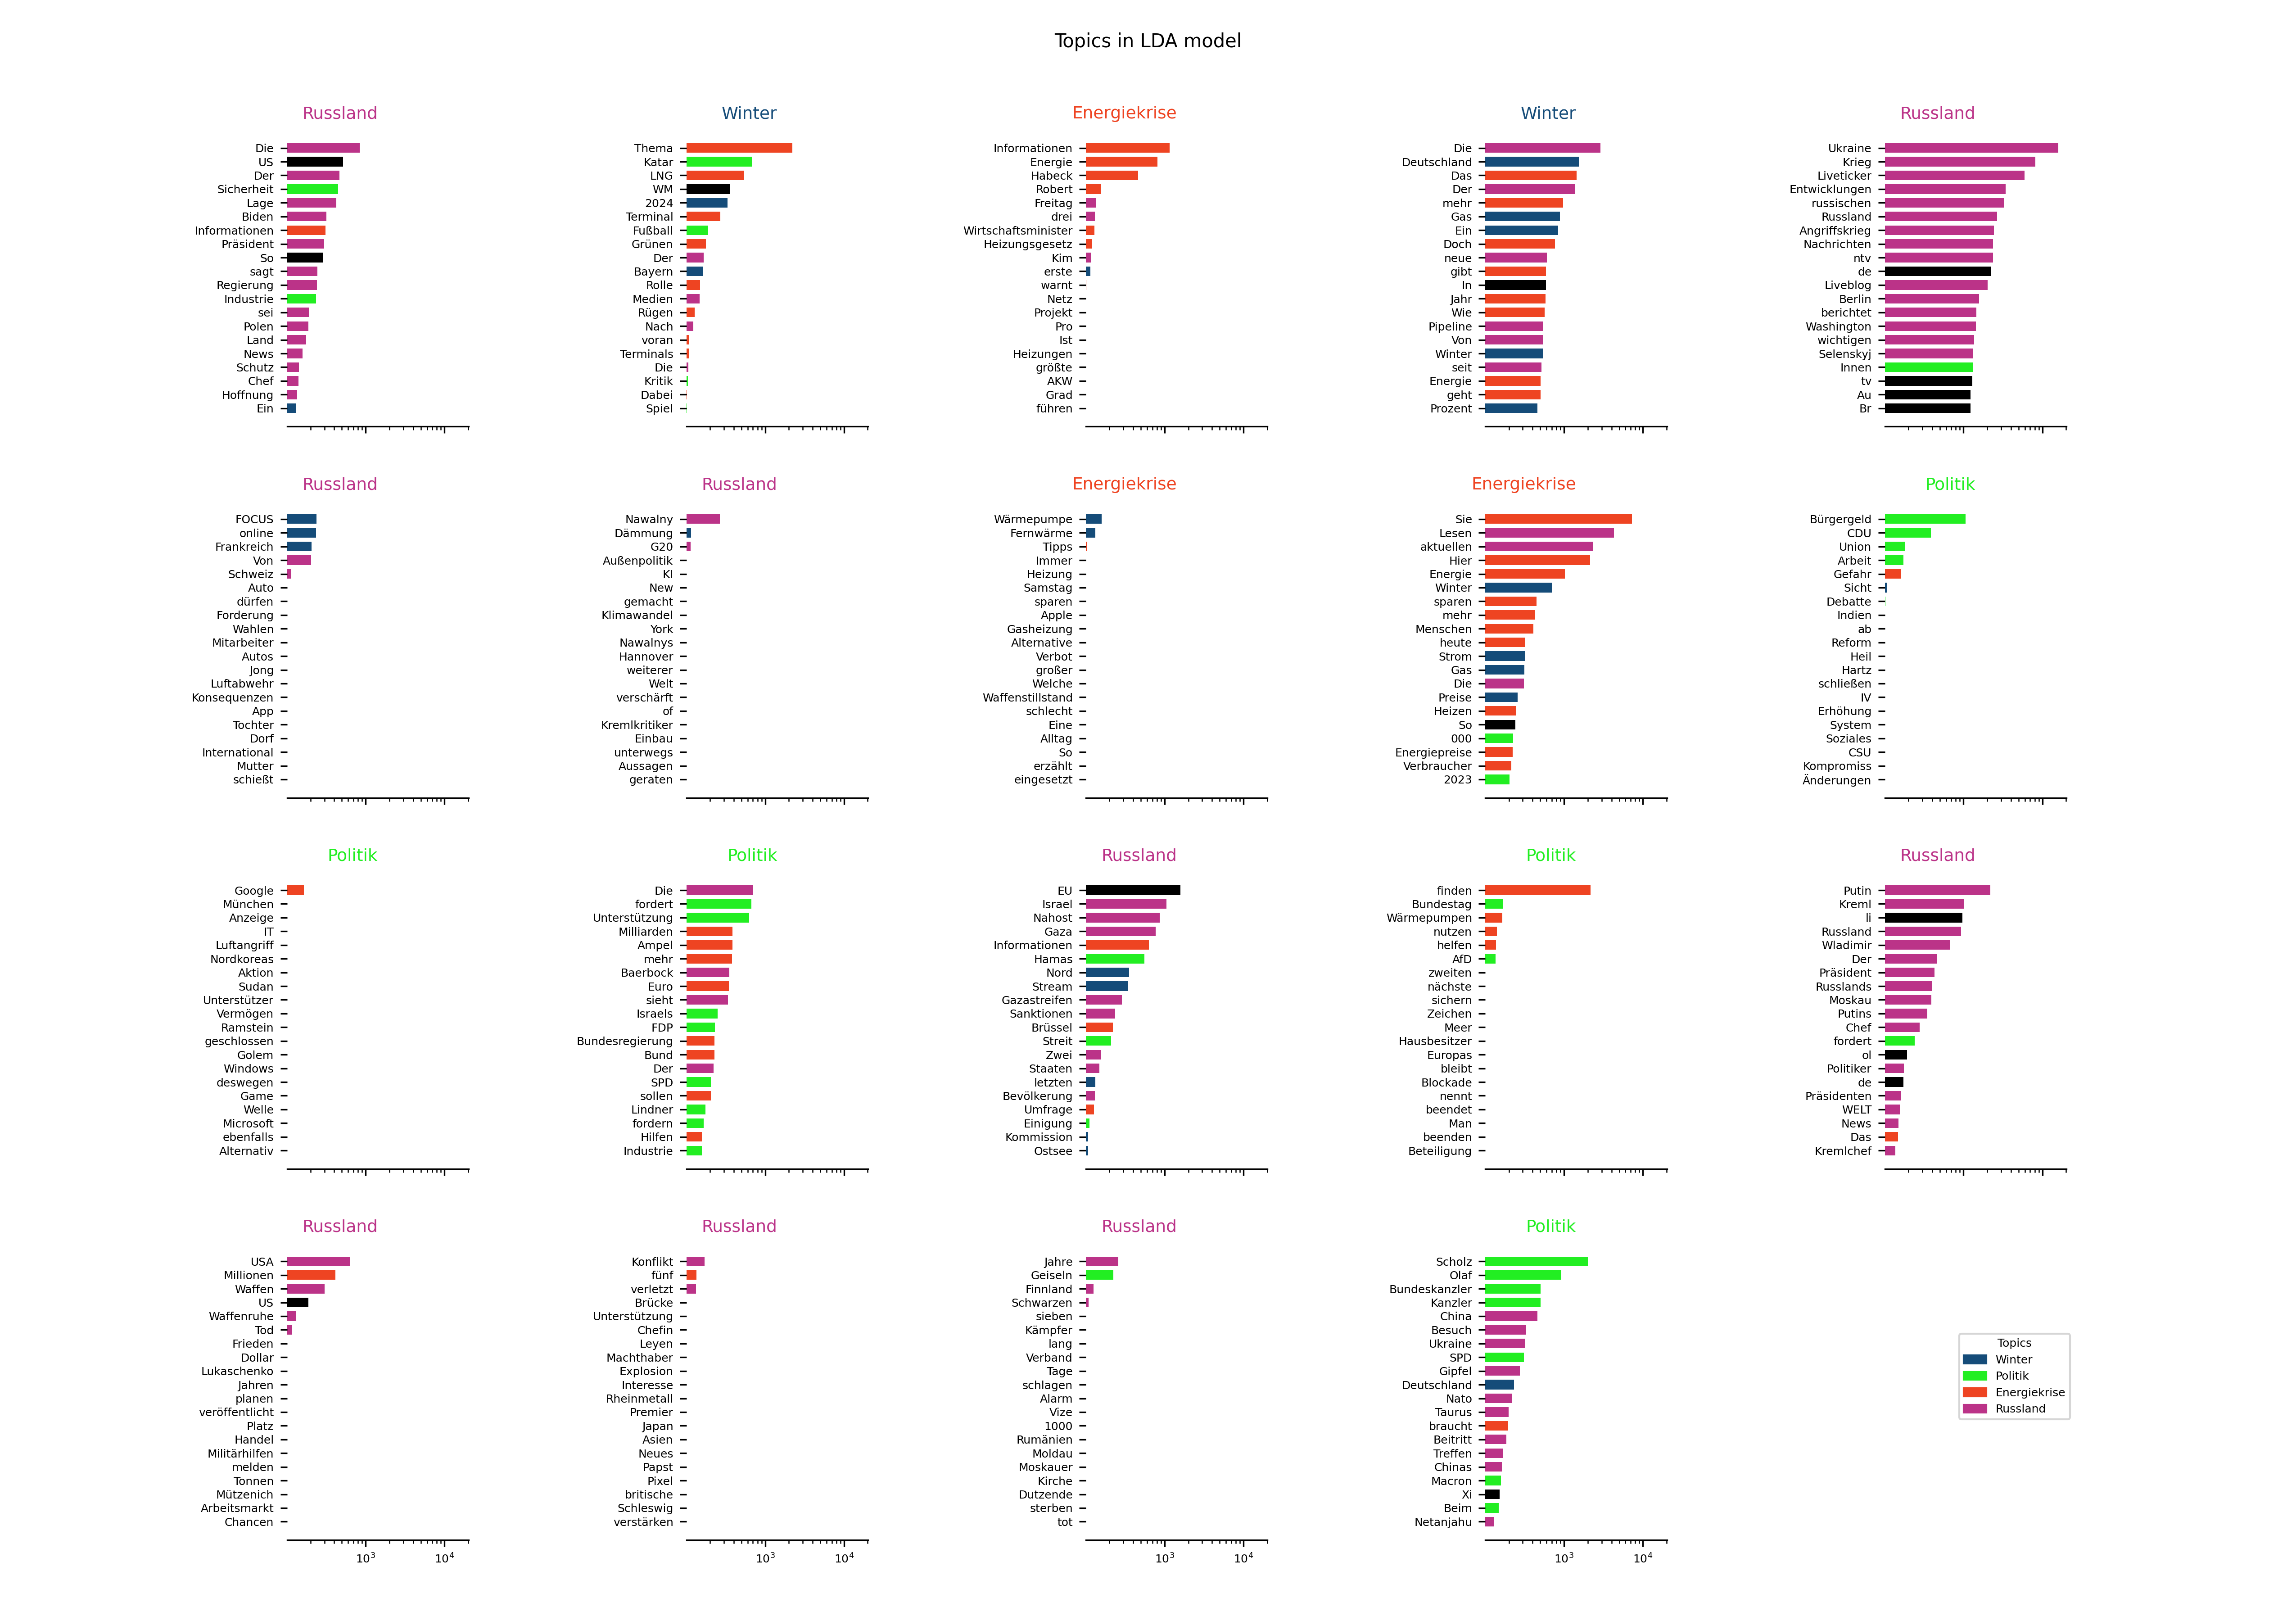 Topics in LDA model
Russland
Die
US
Der
Sicherheit
Lage
Biden
Informationen
Präsident
So
sagt
Regierung
Industrie
sei
Polen
Land
News
Schutz
Chef
Hoffnung
Ein
Winter
Thema
Katar
LNG
WM
2024
Terminal
Fußball
Grünen
Der
Bayern
Rolle
Medien
Rügen
Nach
voran
Terminals
Die
Kritik
Dabei
Spiel
Energiekrise
Informationen
Energie
Habeck
Robert
Freitag
drei
Wirtschaftsminister
Heizungsgesetz
Kim
erste
warnt
Netz
Projekt
Pro
Ist
Heizungen
größte
AKW
Grad
führen
Winter
Die
Deutschland
Das
Der
mehr
Gas
Ein
Doch
neue
gibt
In
Jahr
Wie
Pipeline
Von
Winter
seit
Energie
geht
Prozent
Russland
Ukraine
Krieg
Liveticker
Entwicklungen
russischen
Russland
Angriffskrieg
Nachrichten
ntv
de
Liveblog
Berlin
berichtet
Washington
wichtigen
Selenskyj
Innen
tv
Au
Br
Russland
FOCUS
online
Frankreich
Von
Schweiz
Auto
dürfen
Forderung
Wahlen
Mitarbeiter
Autos
Jong
Luftabwehr
Konsequenzen
App
Tochter
Dorf
International
Mutter
schießt
Russland
Nawalny
Dämmung
G20
Außenpolitik
KI
New
gemacht
Klimawandel
York
Nawalnys
Hannover
weiterer
Welt
verschärft
of
Kremlkritiker
Einbau
unterwegs
Aussagen
geraten
Energiekrise
Wärmepumpe
Fernwärme
Tipps
Immer
Heizung
Samstag
sparen
Apple
Gasheizung
Alternative
Verbot
großer
Welche
Waffenstillstand
schlecht
Eine
Alltag
So
erzählt
eingesetzt
Energiekrise
Sie
Lesen
aktuellen
Hier
Energie
Winter
sparen
mehr
Menschen
heute
Strom
Gas
Die
Preise
Heizen
So
000
Energiepreise
Verbraucher
2023
Politik
Bürgergeld
CDU
Union
Arbeit
Gefahr
Sicht
Debatte
Indien
ab
Reform
Heil
Hartz
schließen
IV
Erhöhung
System
Soziales
CSU
Kompromiss
Änderungen
Politik
Google
München
Anzeige
IT
Luftangriff
Nordkoreas
Aktion
Sudan
Unterstützer
Vermögen
Ramstein
geschlossen
Golem
Windows
deswegen
Game
Welle
Microsoft
ebenfalls
Alternativ
Politik
Die
fordert
Unterstützung
Milliarden
Ampel
mehr
Baerbock
Euro
sieht
Israels
FDP
Bundesregierung
Bund
Der
SPD
sollen
Lindner
fordern
Hilfen
Industrie
Russland
EU
Israel
Nahost
Gaza
Informationen
Hamas
Nord
Stream
Gazastreifen
Sanktionen
Brüssel
Streit
Zwei
Staaten
letzten
Bevölkerung
Umfrage
Einigung
Kommission
Ostsee
Politik
finden
Bundestag
Wärmepumpen
nutzen
helfen
AfD
zweiten
nächste
sichern
Zeichen
Meer
Hausbesitzer
Europas
bleibt
Blockade
nennt
beendet
Man
beenden
Beteiligung
Russland
Putin
Kreml
li
Russland
Wladimir
Der
Präsident
Russlands
Moskau
Putins
Chef
fordert
ol
Politiker
de
Präsidenten
WELT
News
Das
Kremlchef
Russland
USA
Millionen
Waffen
US
Waffenruhe
Tod
Frieden
Dollar
Lukaschenko
Jahren
planen
veröffentlicht
Platz
Handel
Militärhilfen
melden
Tonnen
Mützenich
Arbeitsmarkt
Chancen
10³ 10⁴
Russland
Konflikt
fünf
verletzt
Brücke
Unterstützung
Chefin
Leyen
Machthaber
Explosion
Interesse
Rheinmetall
Premier
Japan
Asien
Neues
Papst
Pixel
britische
Schleswig
verstärken
10³ 10⁴
Russland
Jahre
Geiseln
Finnland
Schwarzen
sieben
Kämpfer
lang
Verband
Tage
schlagen
Alarm
Vize
1000
Rumänien
Moldau
Moskauer
Kirche
Dutzende
sterben
tot
10³ 10⁴
Politik
Scholz
Olaf
Bundeskanzler
Kanzler
China
Besuch
Ukraine
SPD
Gipfel
Deutschland
Nato
Taurus
braucht
Beitritt
Treffen
Chinas
Macron
Xi
Beim
Netanjahu
10³ 10⁴
Topics
Winter
Politik
Energiekrise
Russland